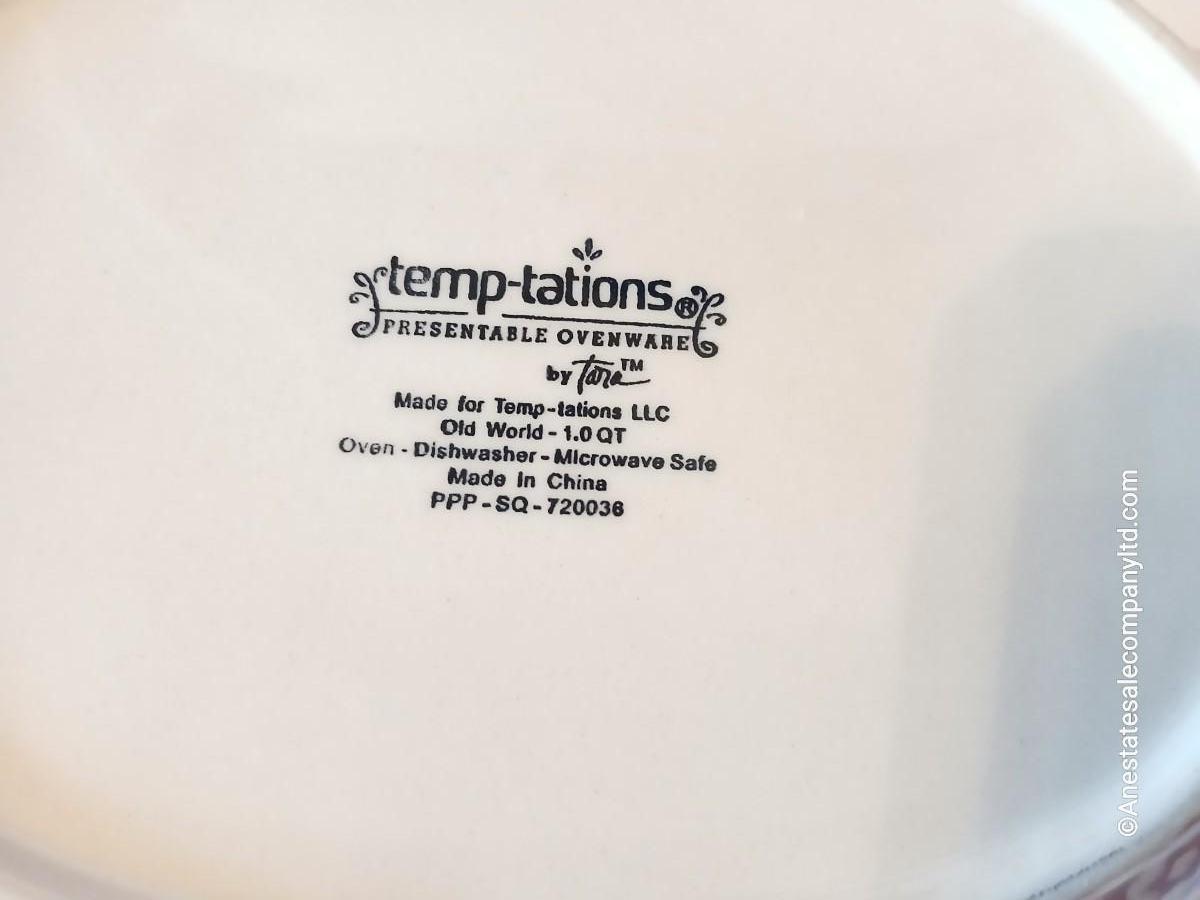 temp-tations®
PRESENTABLE OVENWARE
by Tara™
Made for Temp-tations LLC
Old World - 1.0 QT
Oven - Dishwasher - Microwave Safe
Made In China
PPP - SQ - 720036
©Anestatesalecompanyltd.com